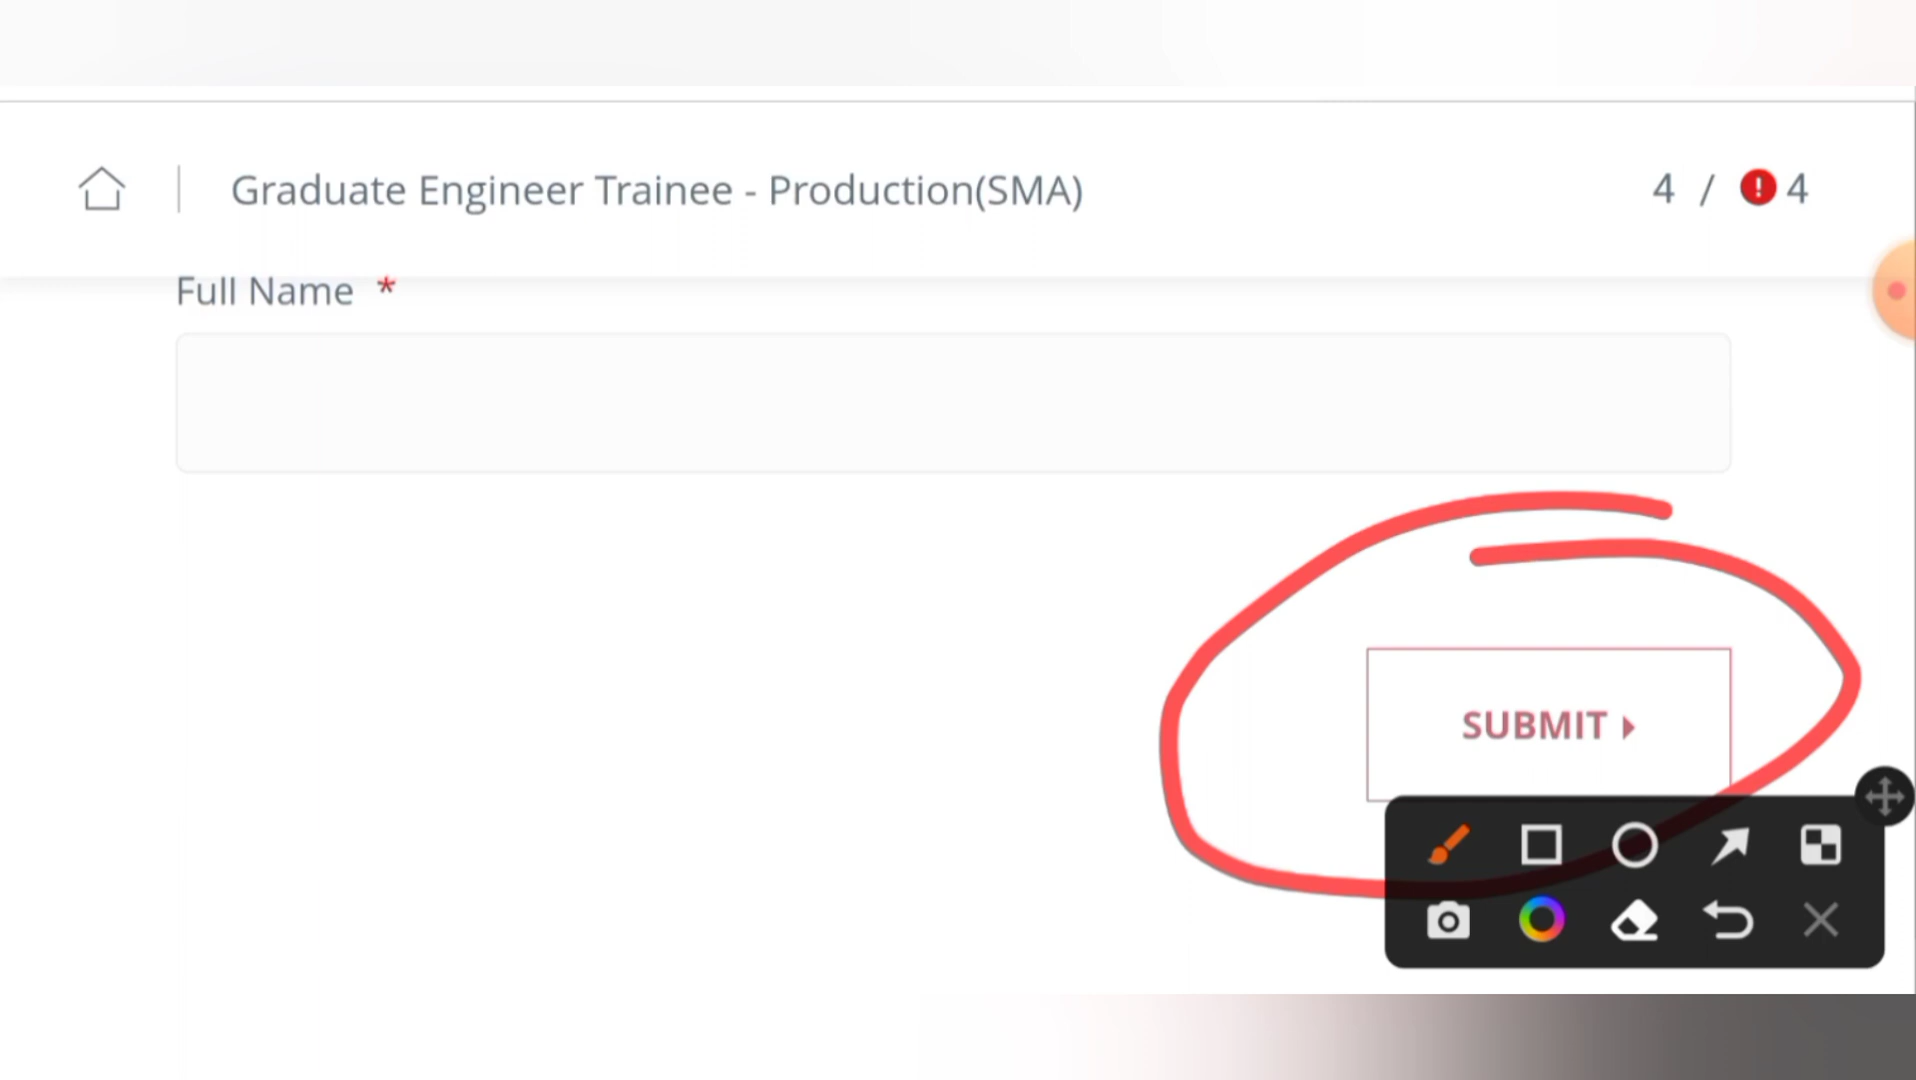 Graduate Engineer Trainee - Production(SMA) 4 / ! 4
Full Name *
SUBMIT